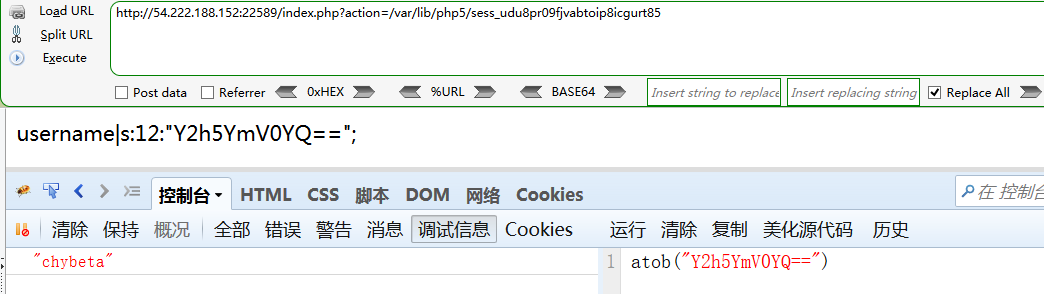 Load URL
Split URL
Execute
http://54.222.188.152:22589/index.php?action=/var/lib/php5/sess_udu8pr09fjvabtoip8icgurt85
Post data Referrer 0xHEX %URL BASE64 Insert string to replace Insert replacing string Replace All
username|s:12:"Y2h5YmV0YQ==";
控制台 HTML CSS 脚本 DOM 网络 Cookies 在 控制台
清除 保持 概况 全部 错误 警告 消息 调试信息 Cookies 运行 清除 复制 美化源代码 历史
"chybeta" 1 atob("Y2h5YmV0YQ==")